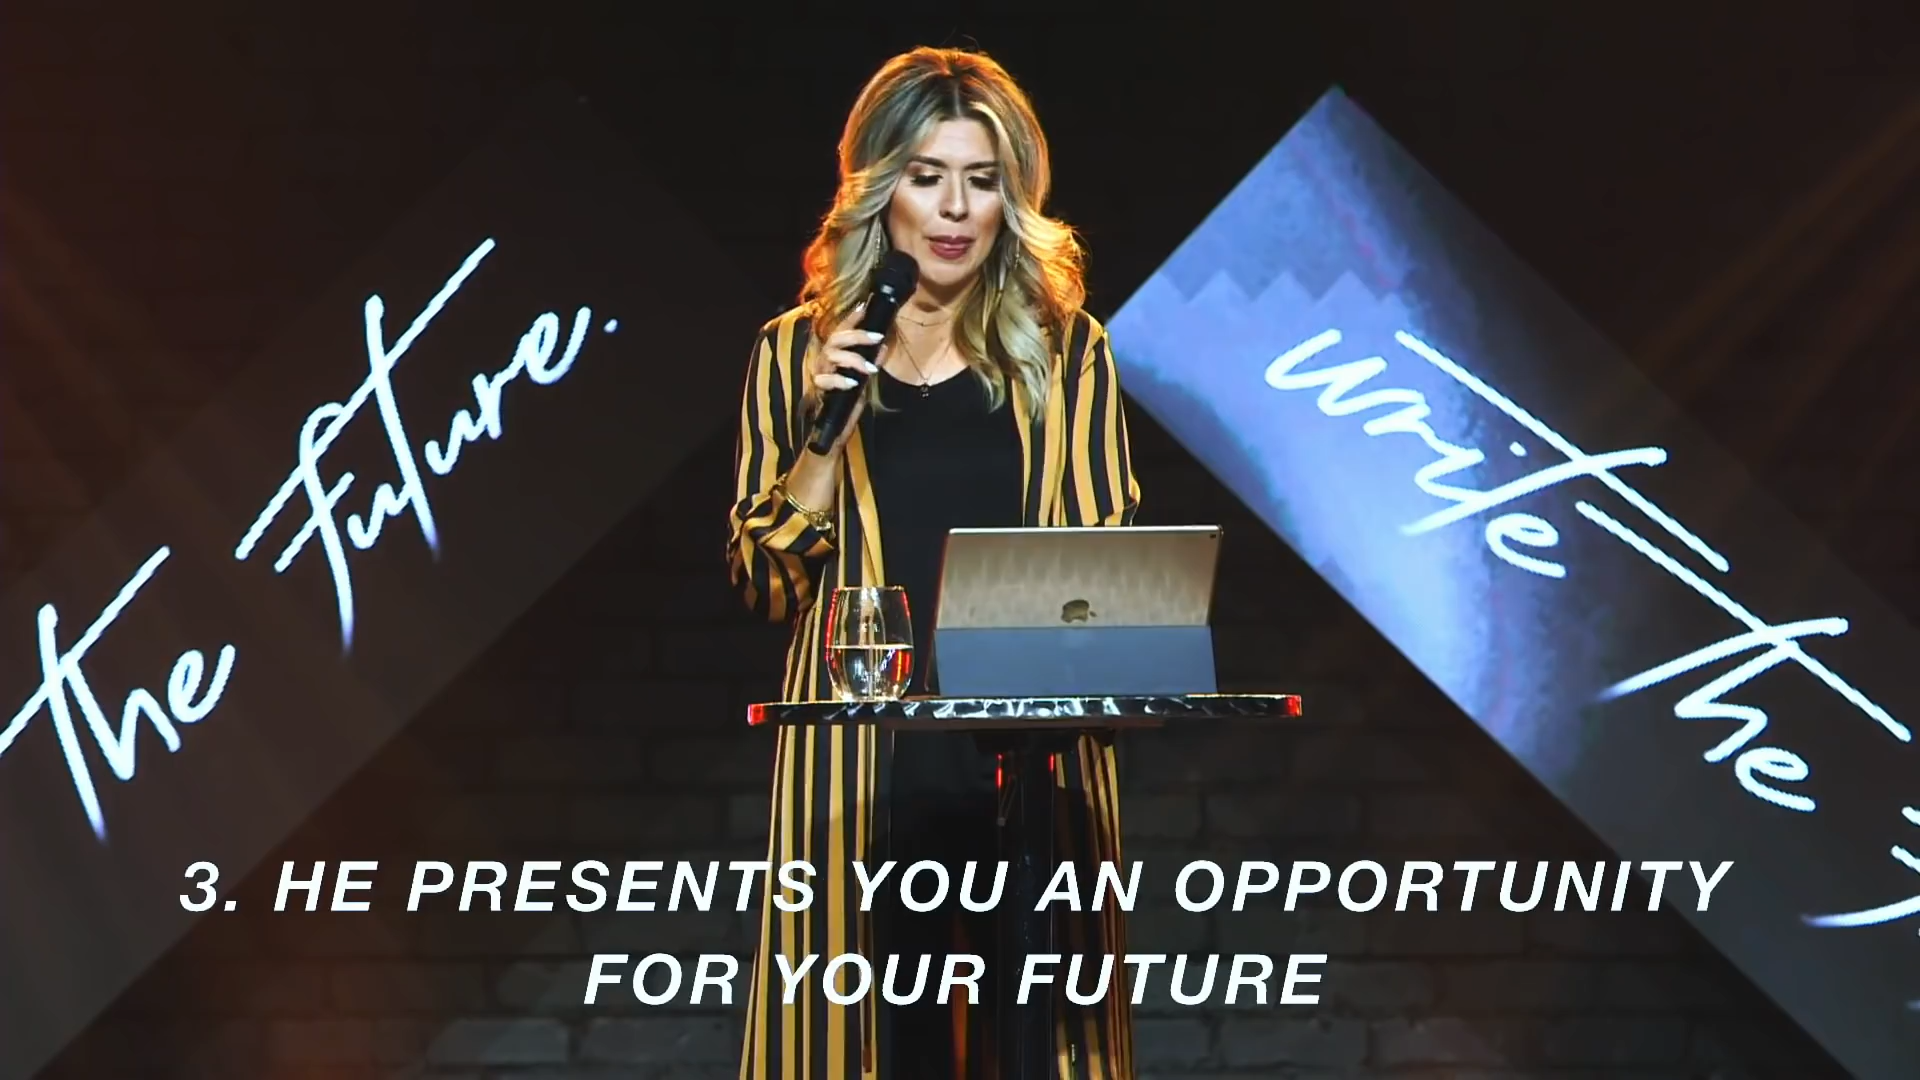 The Future.
Write The
3. HE PRESENTS YOU AN OPPORTUNITY
FOR YOUR FUTURE